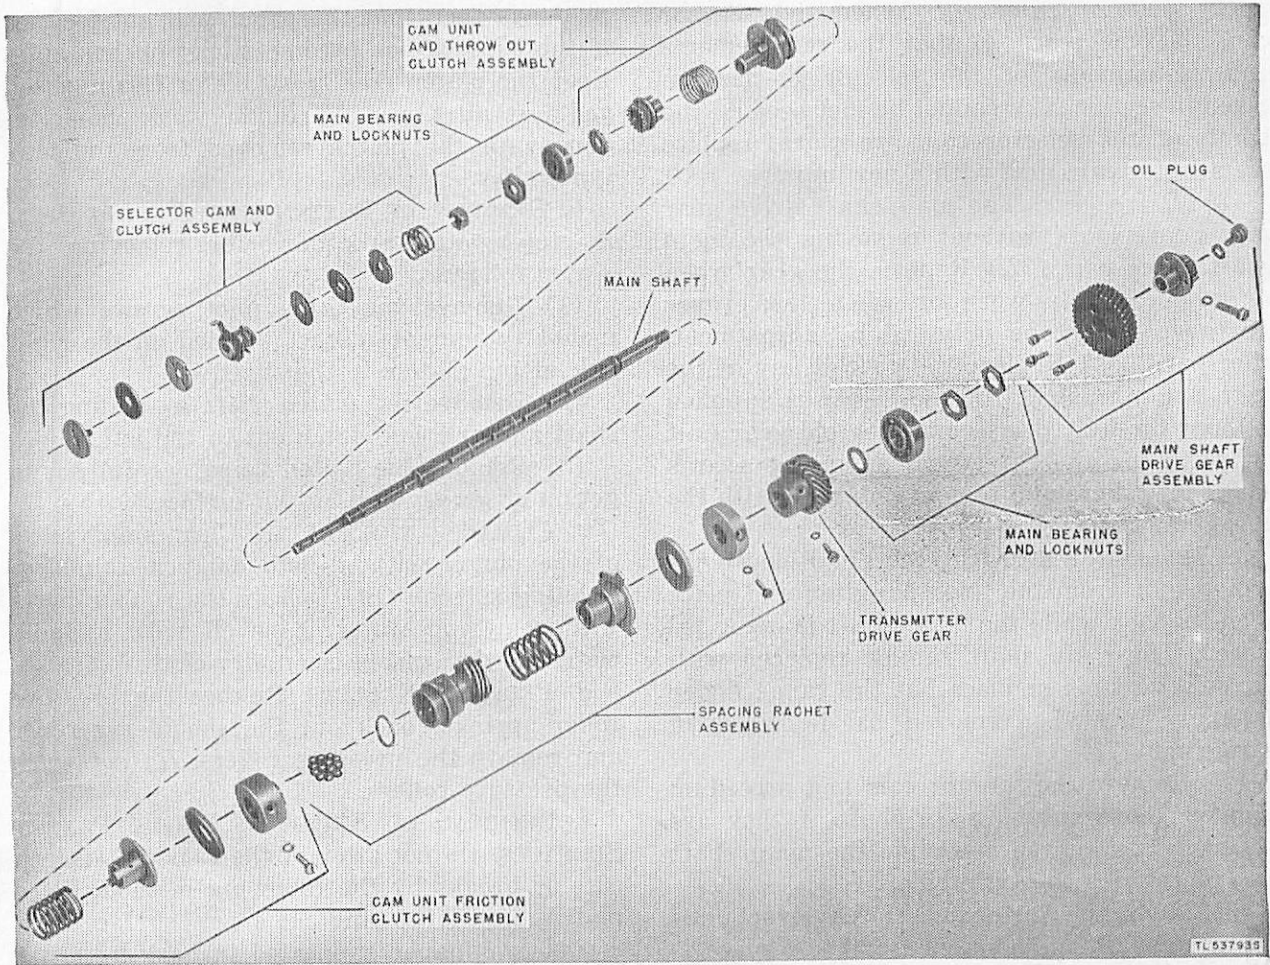 CAM UNIT
AND THROW OUT
CLUTCH ASSEMBLY
MAIN BEARING
AND LOCKNUTS
OIL PLUG
SELECTOR CAM AND
CLUTCH ASSEMBLY
MAIN SHAFT
MAIN SHAFT
DRIVE GEAR
ASSEMBLY
MAIN BEARING
AND LOCKNUTS
TRANSMITTER
DRIVE GEAR
SPACING RACHET
ASSEMBLY
CAM UNIT FRICTION
CLUTCH ASSEMBLY
TL53793S